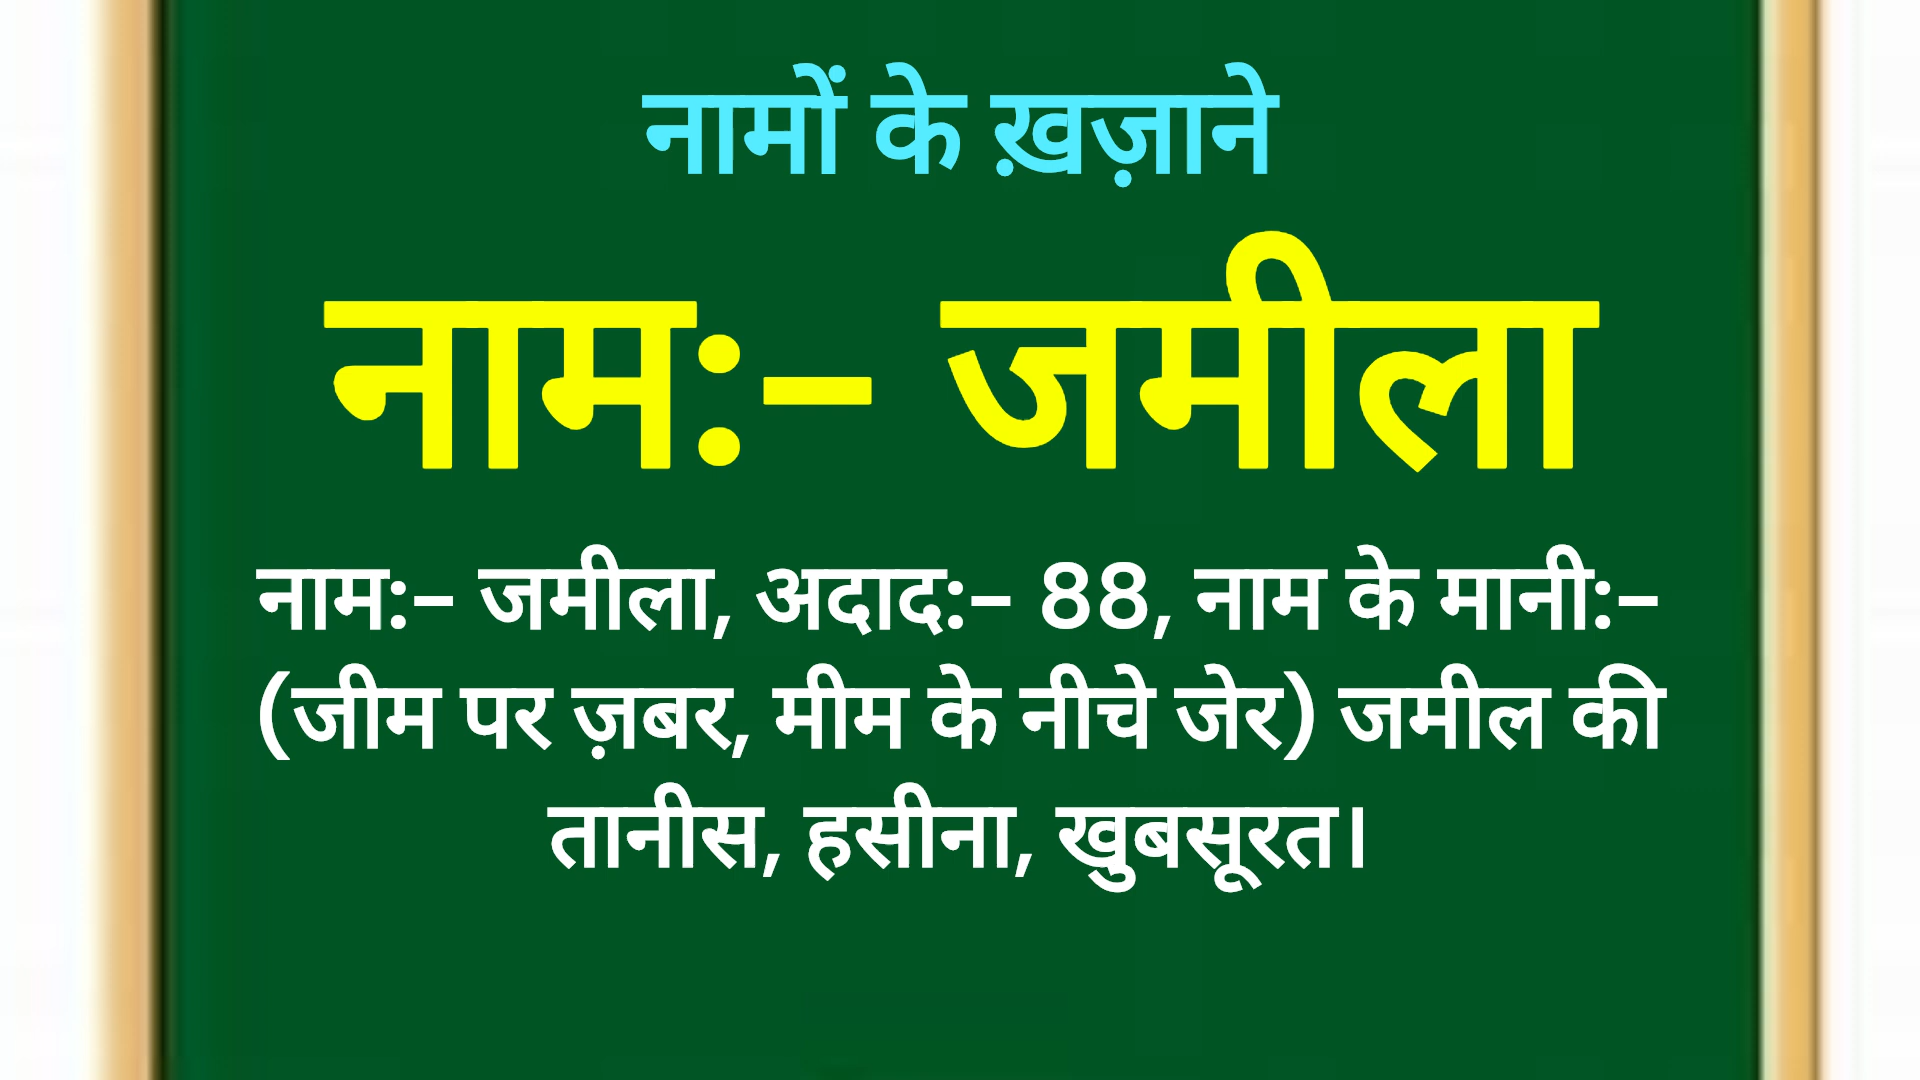 नामों के ख़ज़ाने
नाम:– जमीला
नाम:– जमीला, अदाद:– 88, नाम के मानी:–
(जीम पर ज़बर, मीम के नीचे जेर) जमील की
तानीस, हसीना, खुबसूरत।